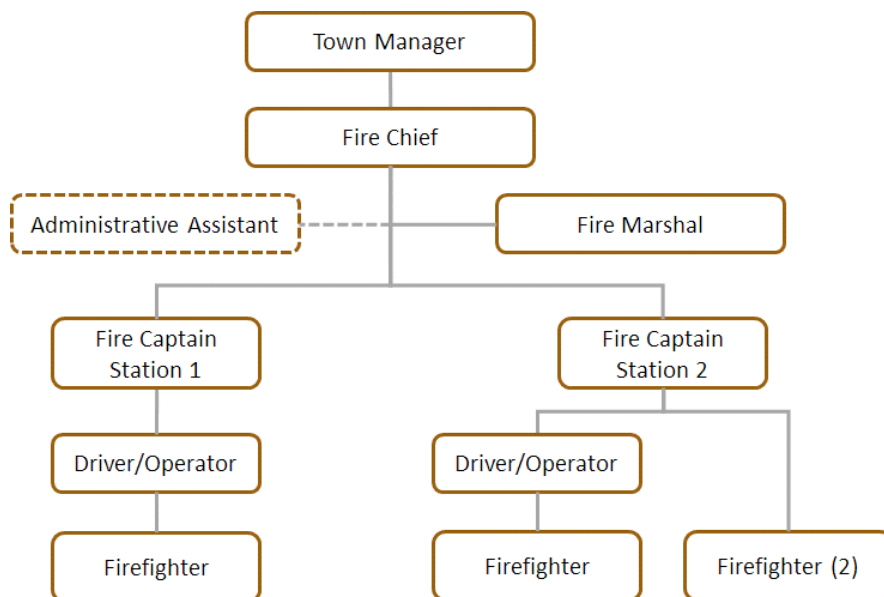 Town Manager
Fire Chief
Administrative Assistant
Fire Marshal
Fire Captain
Station 1
Fire Captain
Station 2
Driver/Operator
Driver/Operator
Firefighter
Firefighter
Firefighter (2)